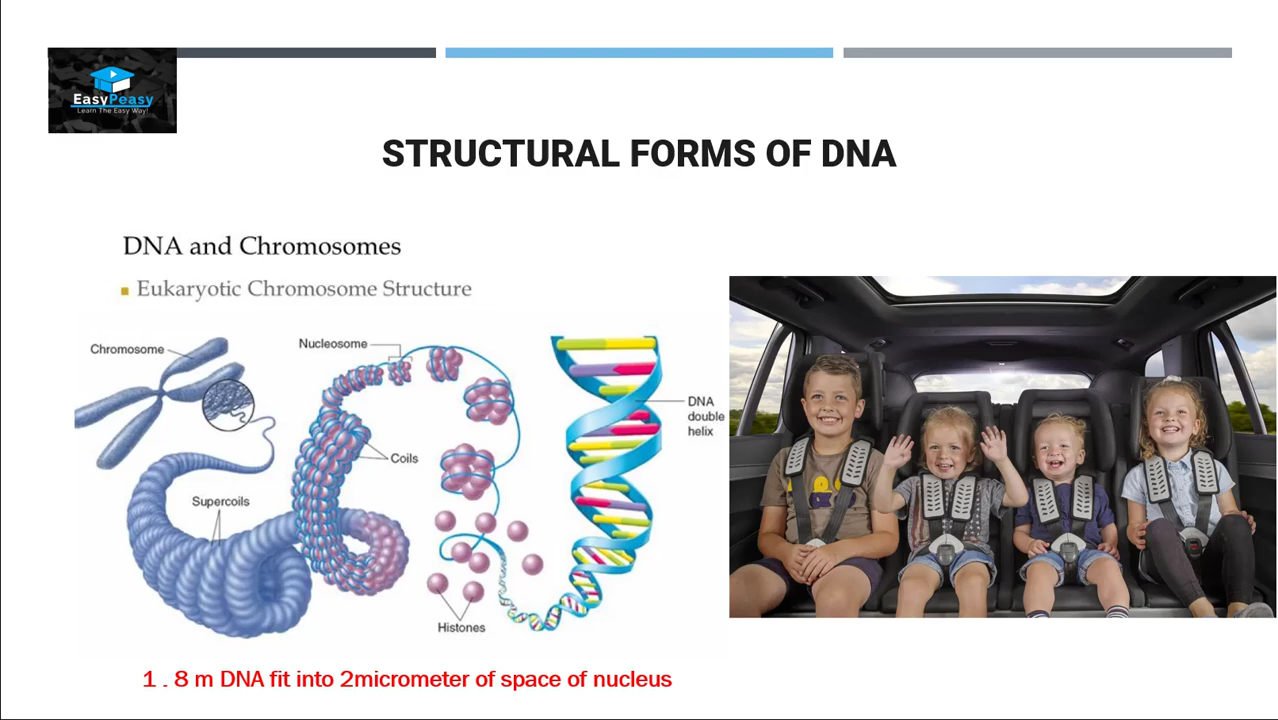 EasyPeasy
Learn The Easy Way!
STRUCTURAL FORMS OF DNA
DNA and Chromosomes
Eukaryotic Chromosome Structure
Chromosome
Nucleosome
DNA
double
helix
Coils
Supercoils
Histones
1 . 8 m DNA fit into 2micrometer of space of nucleus